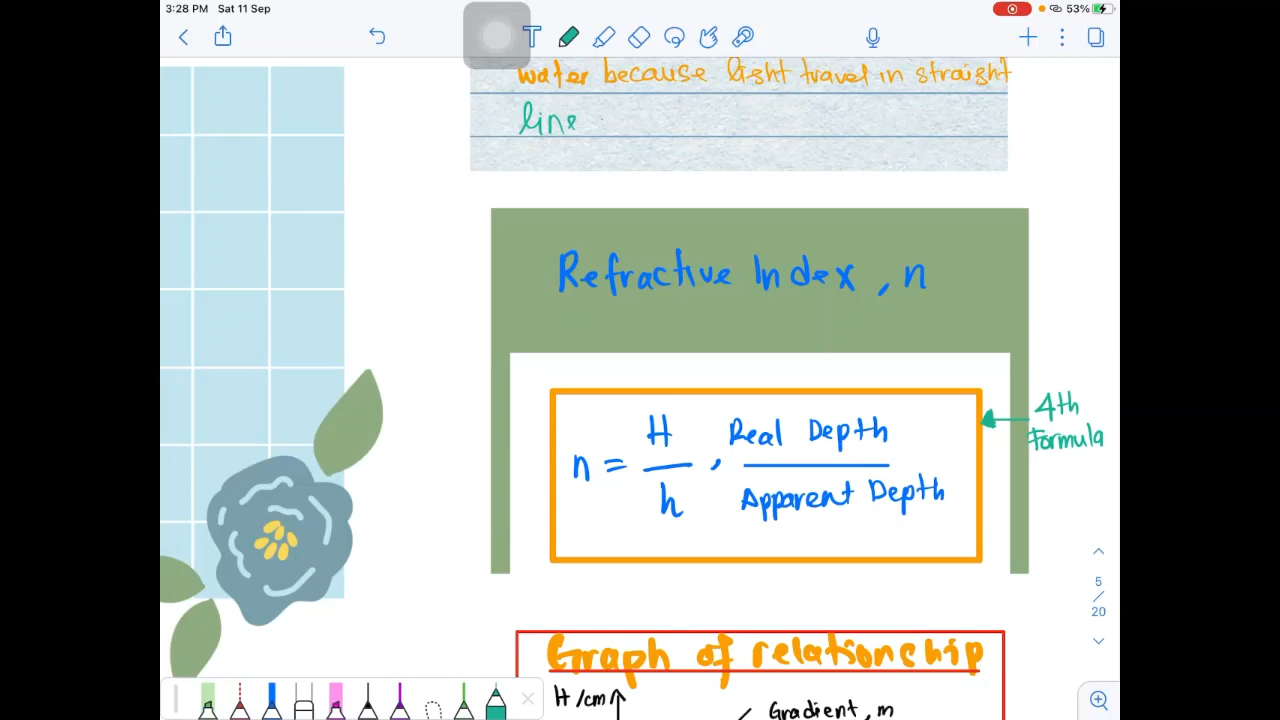 3:28 PM Sat 11 Sep
53%
T
water because light travel in straight
line
Refractive Index, n
n = H / h , Real Depth / Apparent Depth
4th
Formula
5
/
20
Graph of relationship
H/cm
Gradient, m